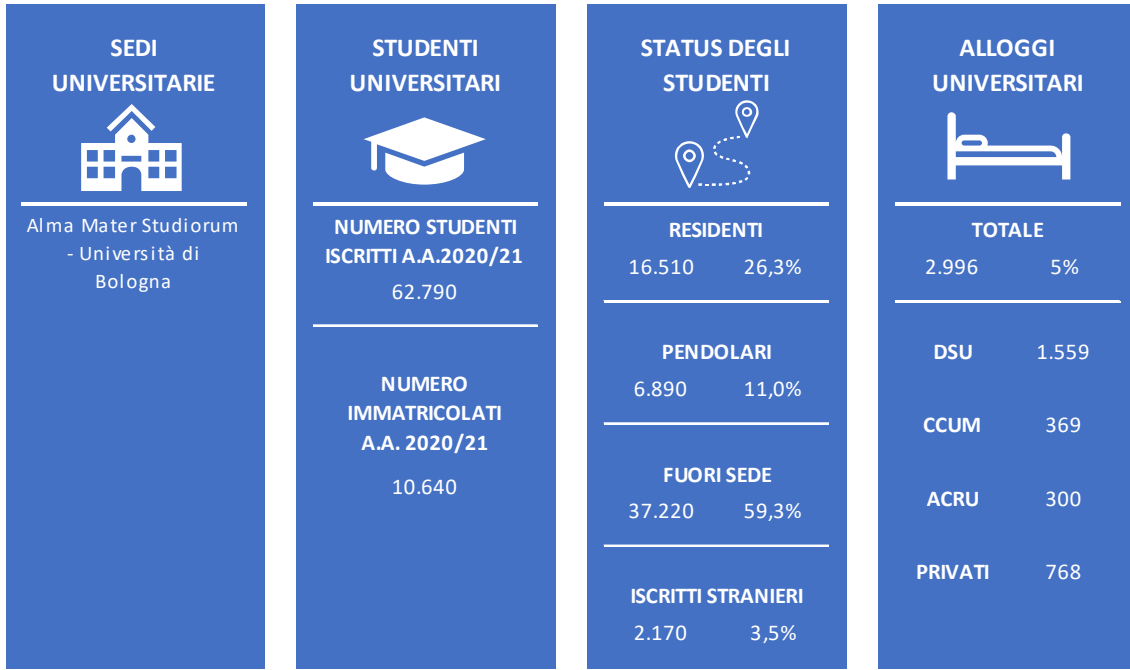 SEDI
UNIVERSITARIE
Alma Mater Studiorum
- Università di
Bologna
STUDENTI
UNIVERSITARI
NUMERO STUDENTI
ISCRITTI A.A.2020/21
62.790
NUMERO
IMMATRICOLATI
A.A. 2020/21
10.640
STATUS DEGLI
STUDENTI
RESIDENTI
16.510 26,3%
PENDOLARI
6.890 11,0%
FUORI SEDE
37.220 59,3%
ISCRITTI STRANIERI
2.170 3,5%
ALLOGGI
UNIVERSITARI
TOTALE
2.996 5%
DSU 1.559
CCUM 369
ACRU 300
PRIVATI 768